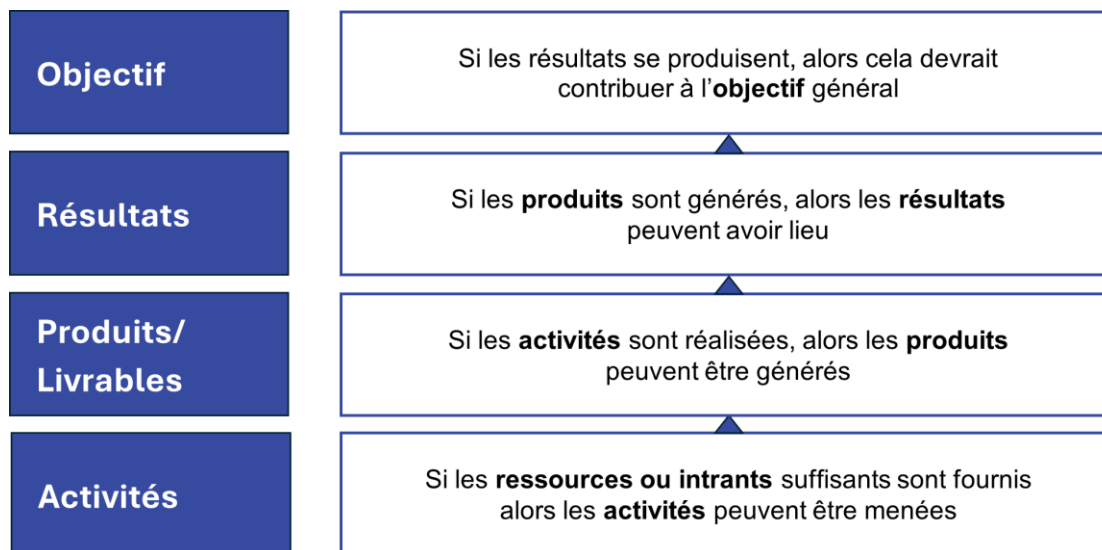 Objectif
Si les résultats se produisent, alors cela devrait
contribuer à l'objectif général
Résultats
Si les produits sont générés, alors les résultats
peuvent avoir lieu
Produits/
Livrables
Si les activités sont réalisées, alors les produits
peuvent être générés
Activités
Si les ressources ou intrants suffisants sont fournis
alors les activités peuvent être menées